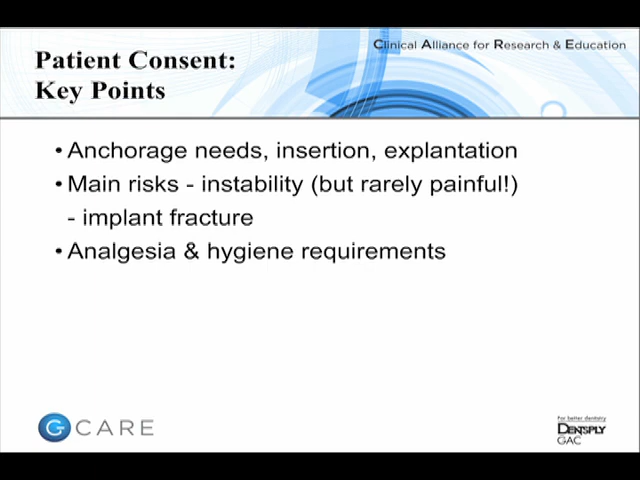 Clinical Alliance for Research & Education
Patient Consent:
Key Points
• Anchorage needs, insertion, explantation
• Main risks - instability (but rarely painful!)
- implant fracture
• Analgesia & hygiene requirements
G CARE
For better dentistry
DENTSPLY
GAC